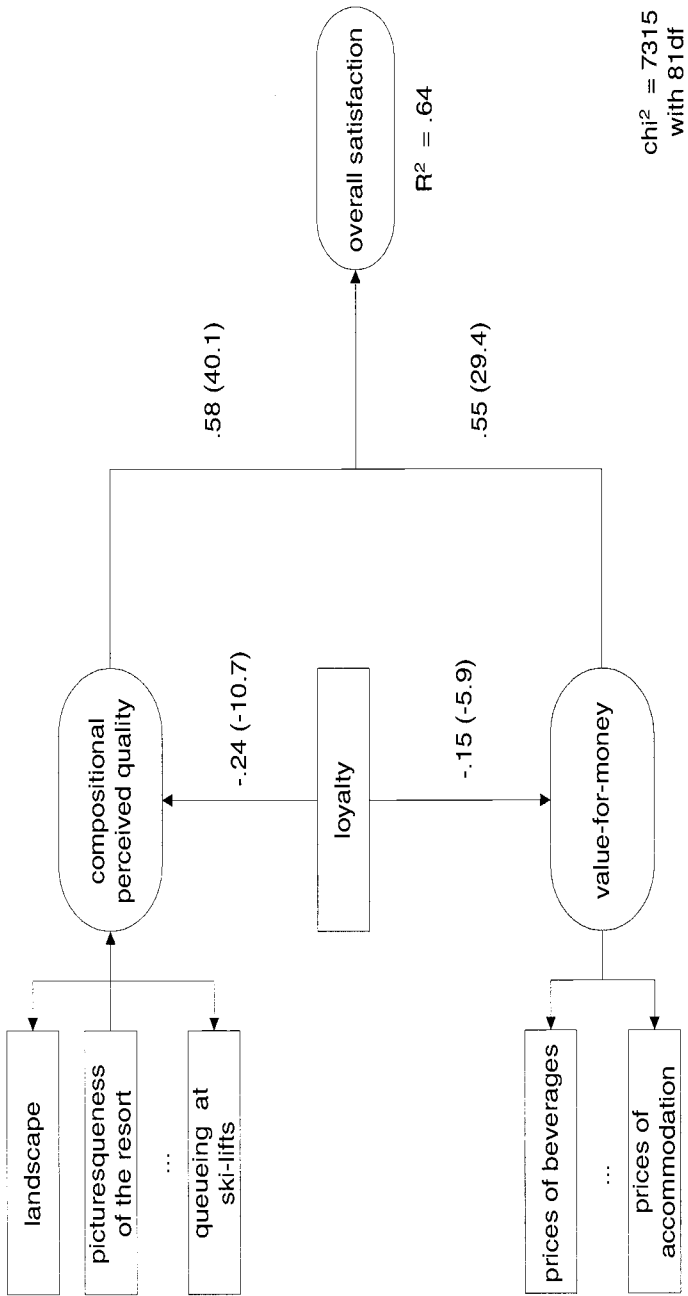 landscape
picturesqueness
of the resort
...
queueing at
ski-lifts
prices of beverages
...
prices of
accommodation
compositional
perceived quality
-.24 (-10.7)
loyalty
-.15 (-5.9)
value-for-money
.58 (40.1)
.55 (29.4)
overall satisfaction
R² = .64
chi² = 7315
with 81df